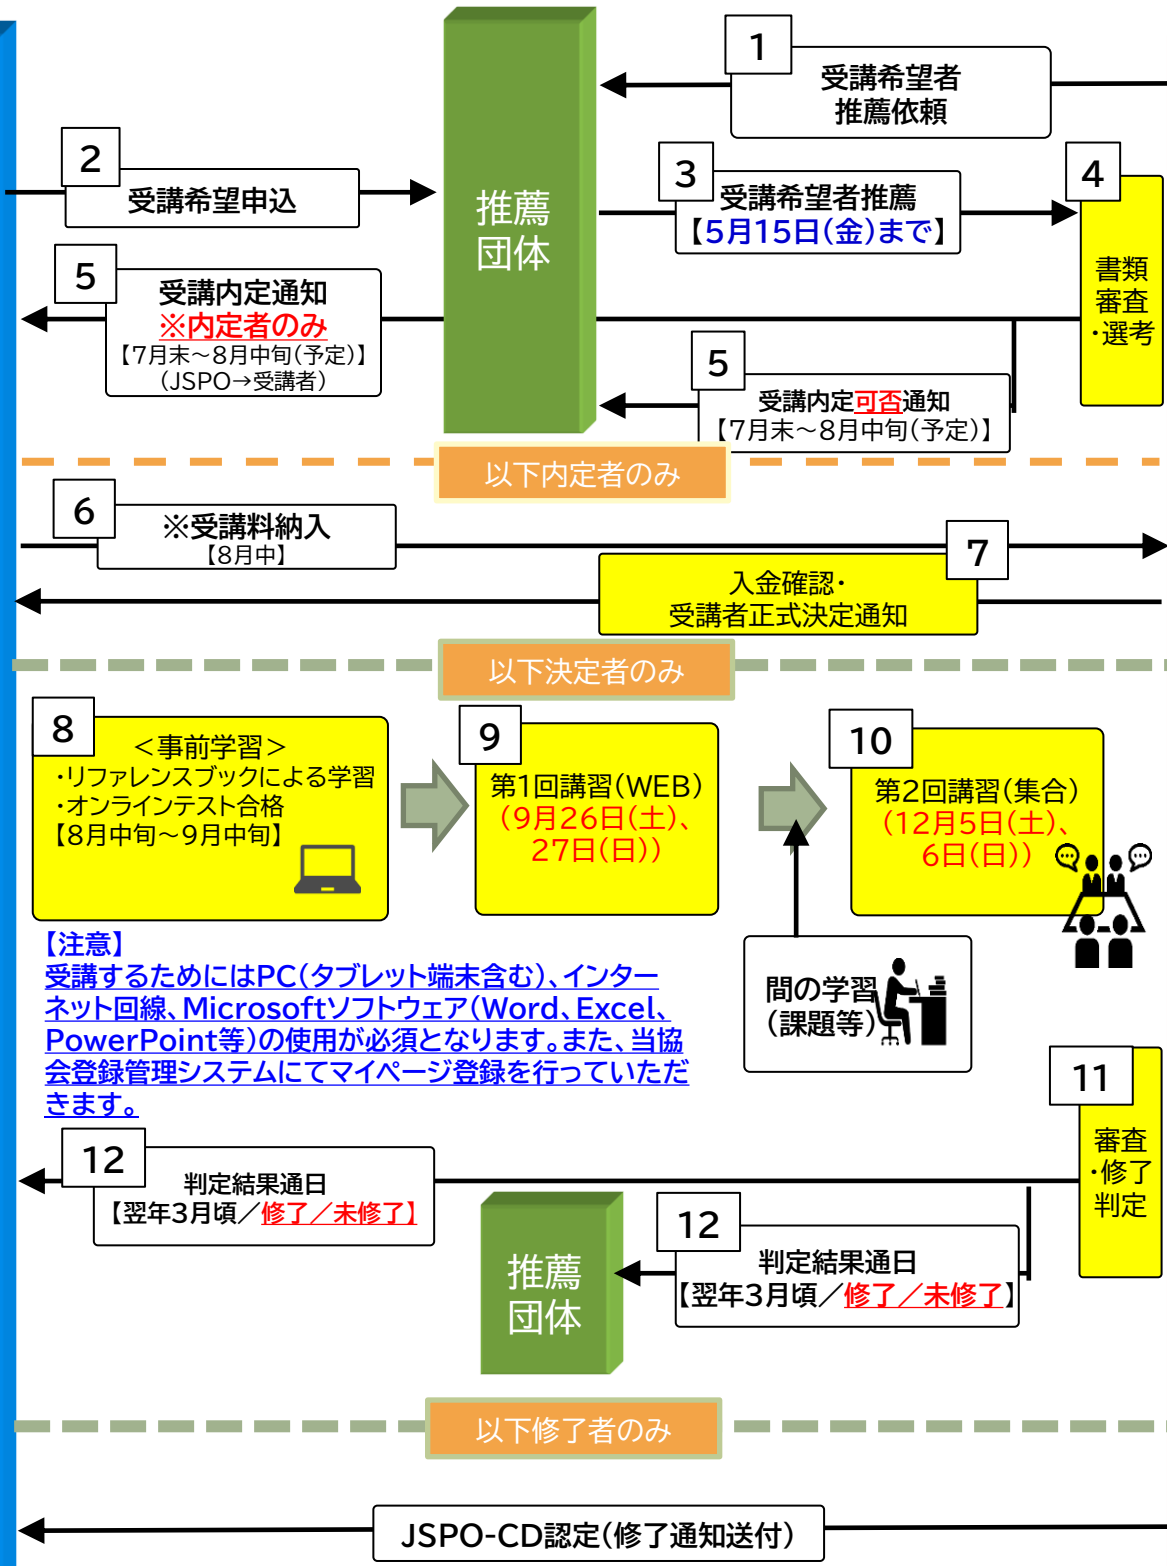 1
受講希望者
推薦依頼
2
受講希望申込
推薦
団体
3
受講希望者推薦
【5月15日(金)まで】
4
書類
審査
・選考
5
受講内定通知
※内定者のみ
【7月末～8月中旬(予定)】
(JSPO→受講者)
5
受講内定可否通知
【7月末～8月中旬(予定)】
以下内定者のみ
6
※受講料納入
【8月中】
7
入金確認・
受講者正式決定通知
以下決定者のみ
8
＜事前学習＞
・リファレンスブックによる学習
・オンラインテスト合格
【8月中旬～9月中旬】
9
第1回講習(WEB)
(9月26日(土)、
27日(日))
10
第2回講習(集合)
(12月5日(土)、
6日(日))
間の学習
(課題等)
【注意】
受講するためにはPC(タブレット端末含む)、インター
ネット回線、Microsoftソフトウェア(Word、Excel、
PowerPoint等)の使用が必須となります。また、当協
会登録管理システムにてマイページ登録を行っていただ
きます。
11
審査
・修了
判定
12
判定結果通日
【翌年3月頃／修了／未修了】
推薦
団体
12
判定結果通日
【翌年3月頃／修了／未修了】
以下修了者のみ
JSPO-CD認定(修了通知送付)